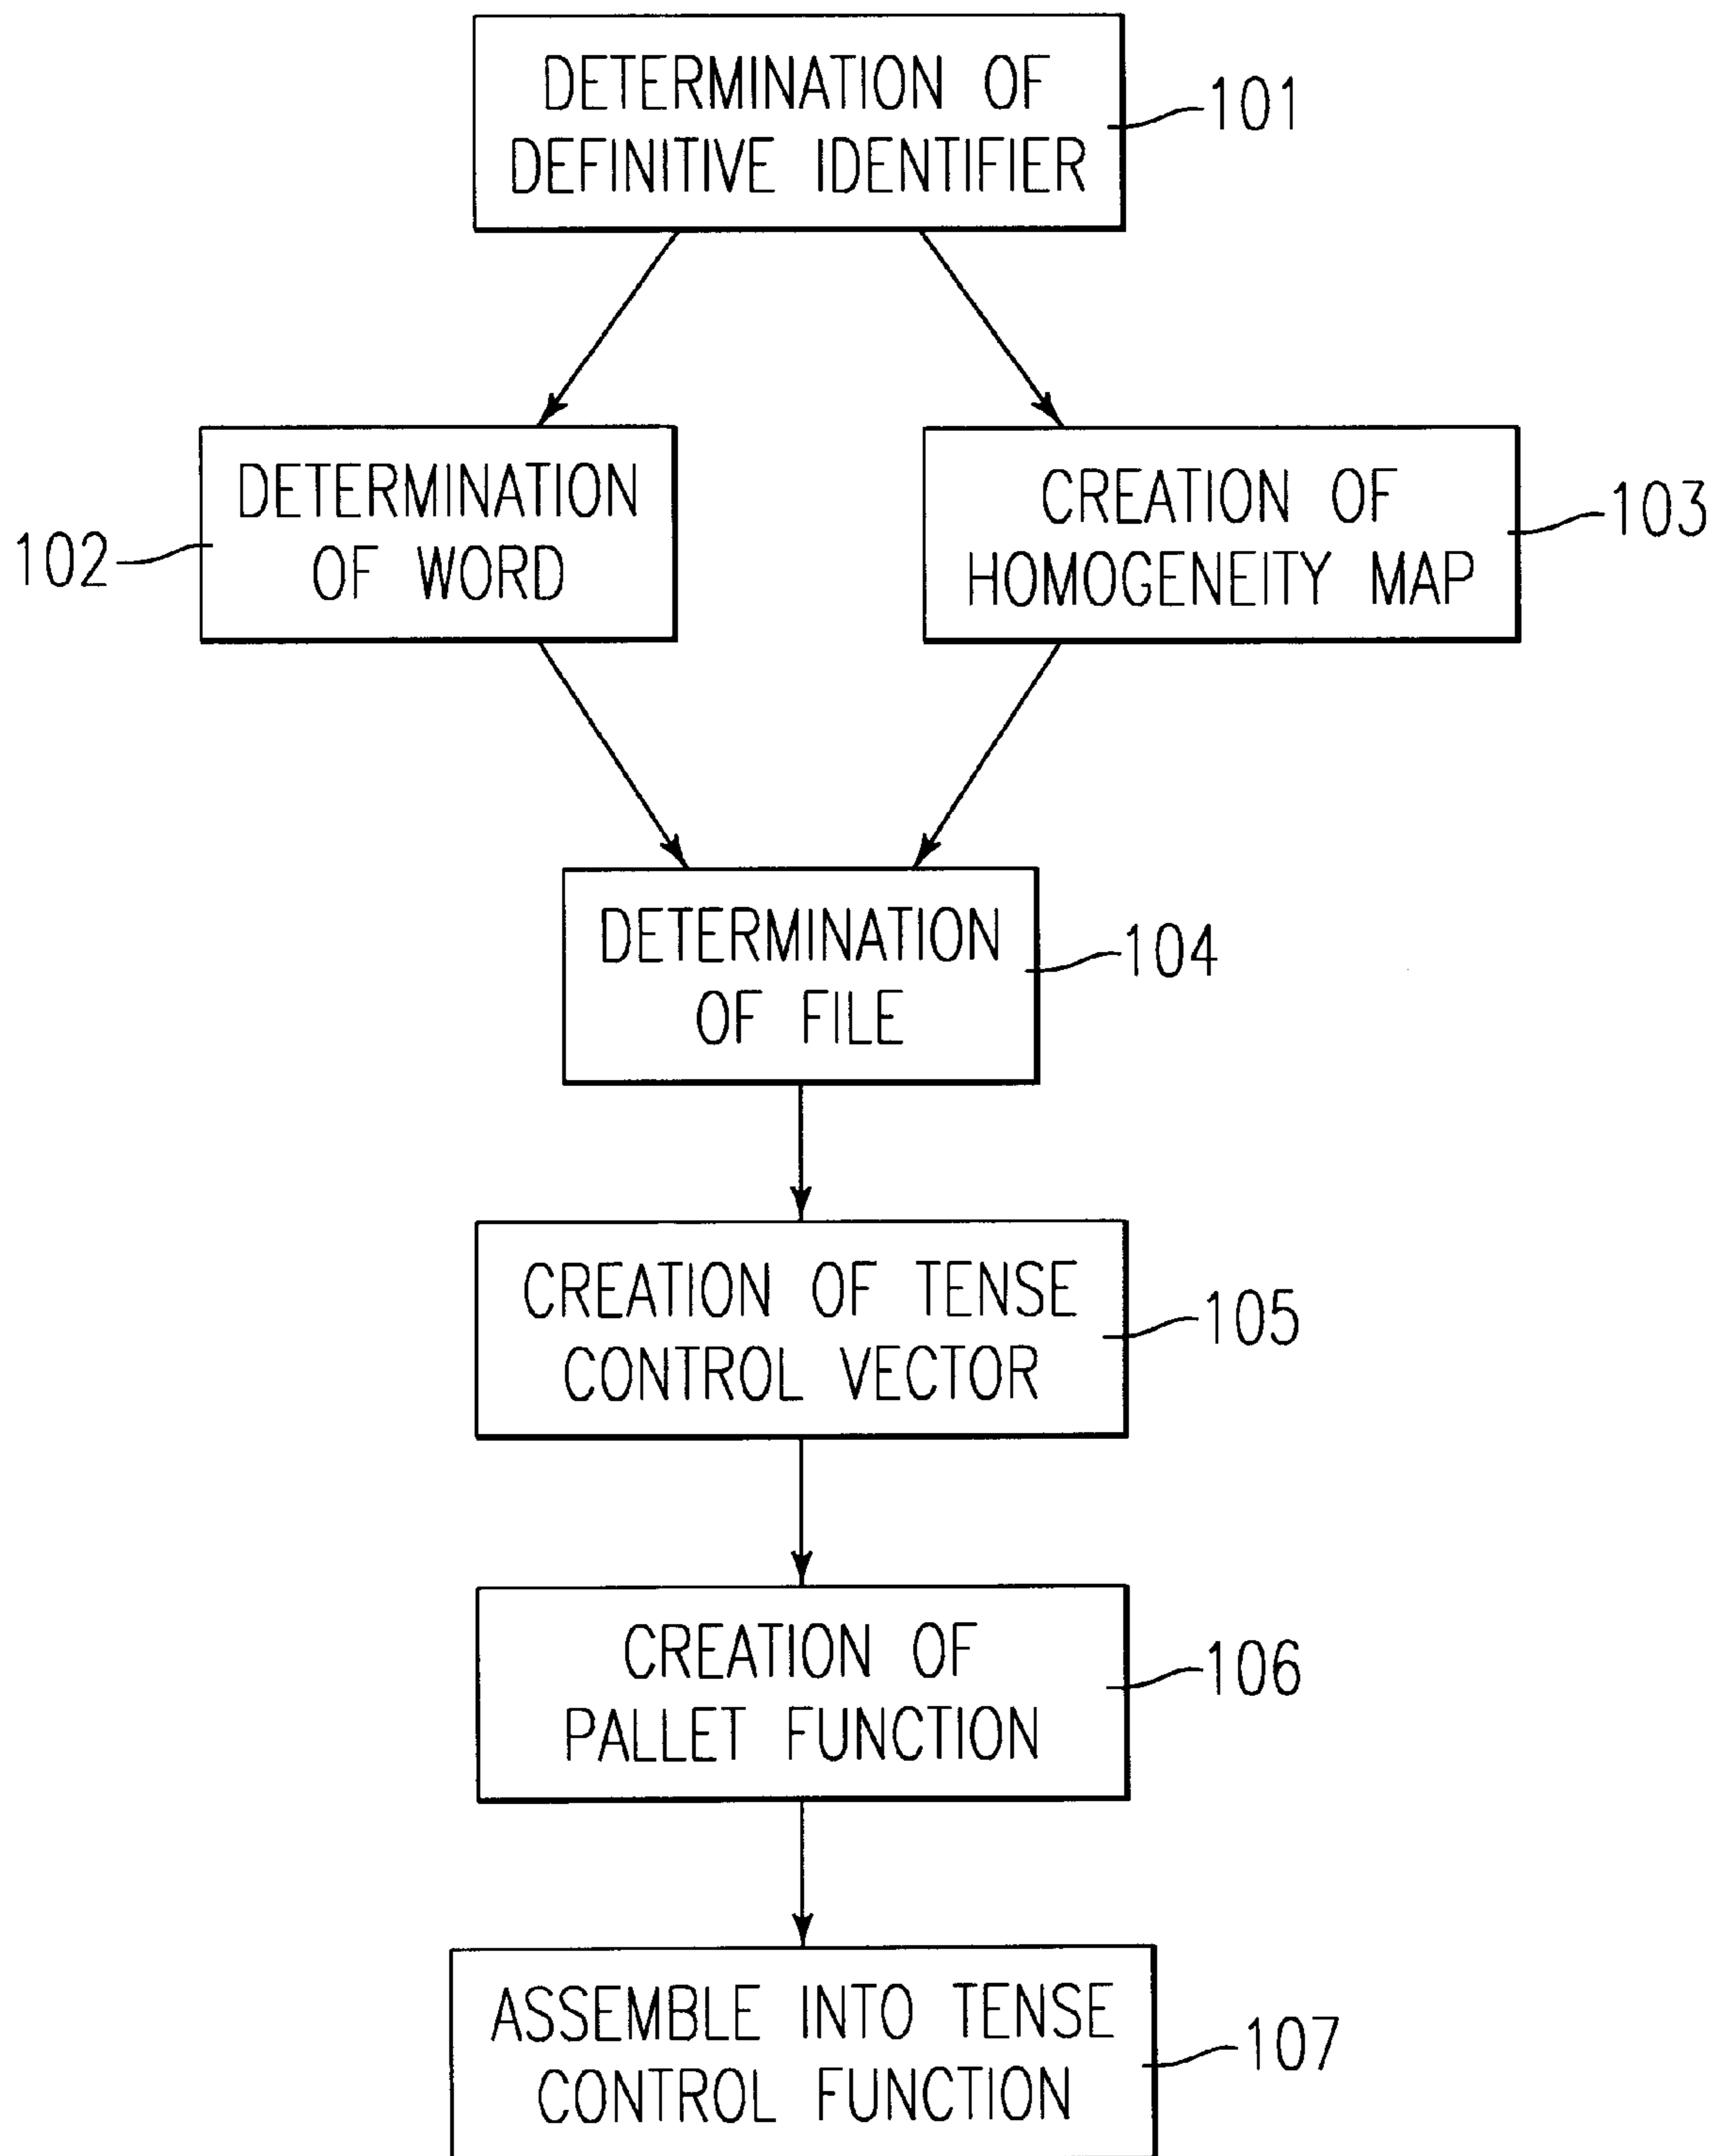 DETERMINATION OF
DEFINITIVE IDENTIFIER
101
DETERMINATION
OF WORD
102
CREATION OF
HOMOGENEITY MAP
103
DETERMINATION
OF FILE
104
CREATION OF TENSE
CONTROL VECTOR
105
CREATION OF
PALLET FUNCTION
106
ASSEMBLE INTO TENSE
CONTROL FUNCTION
107